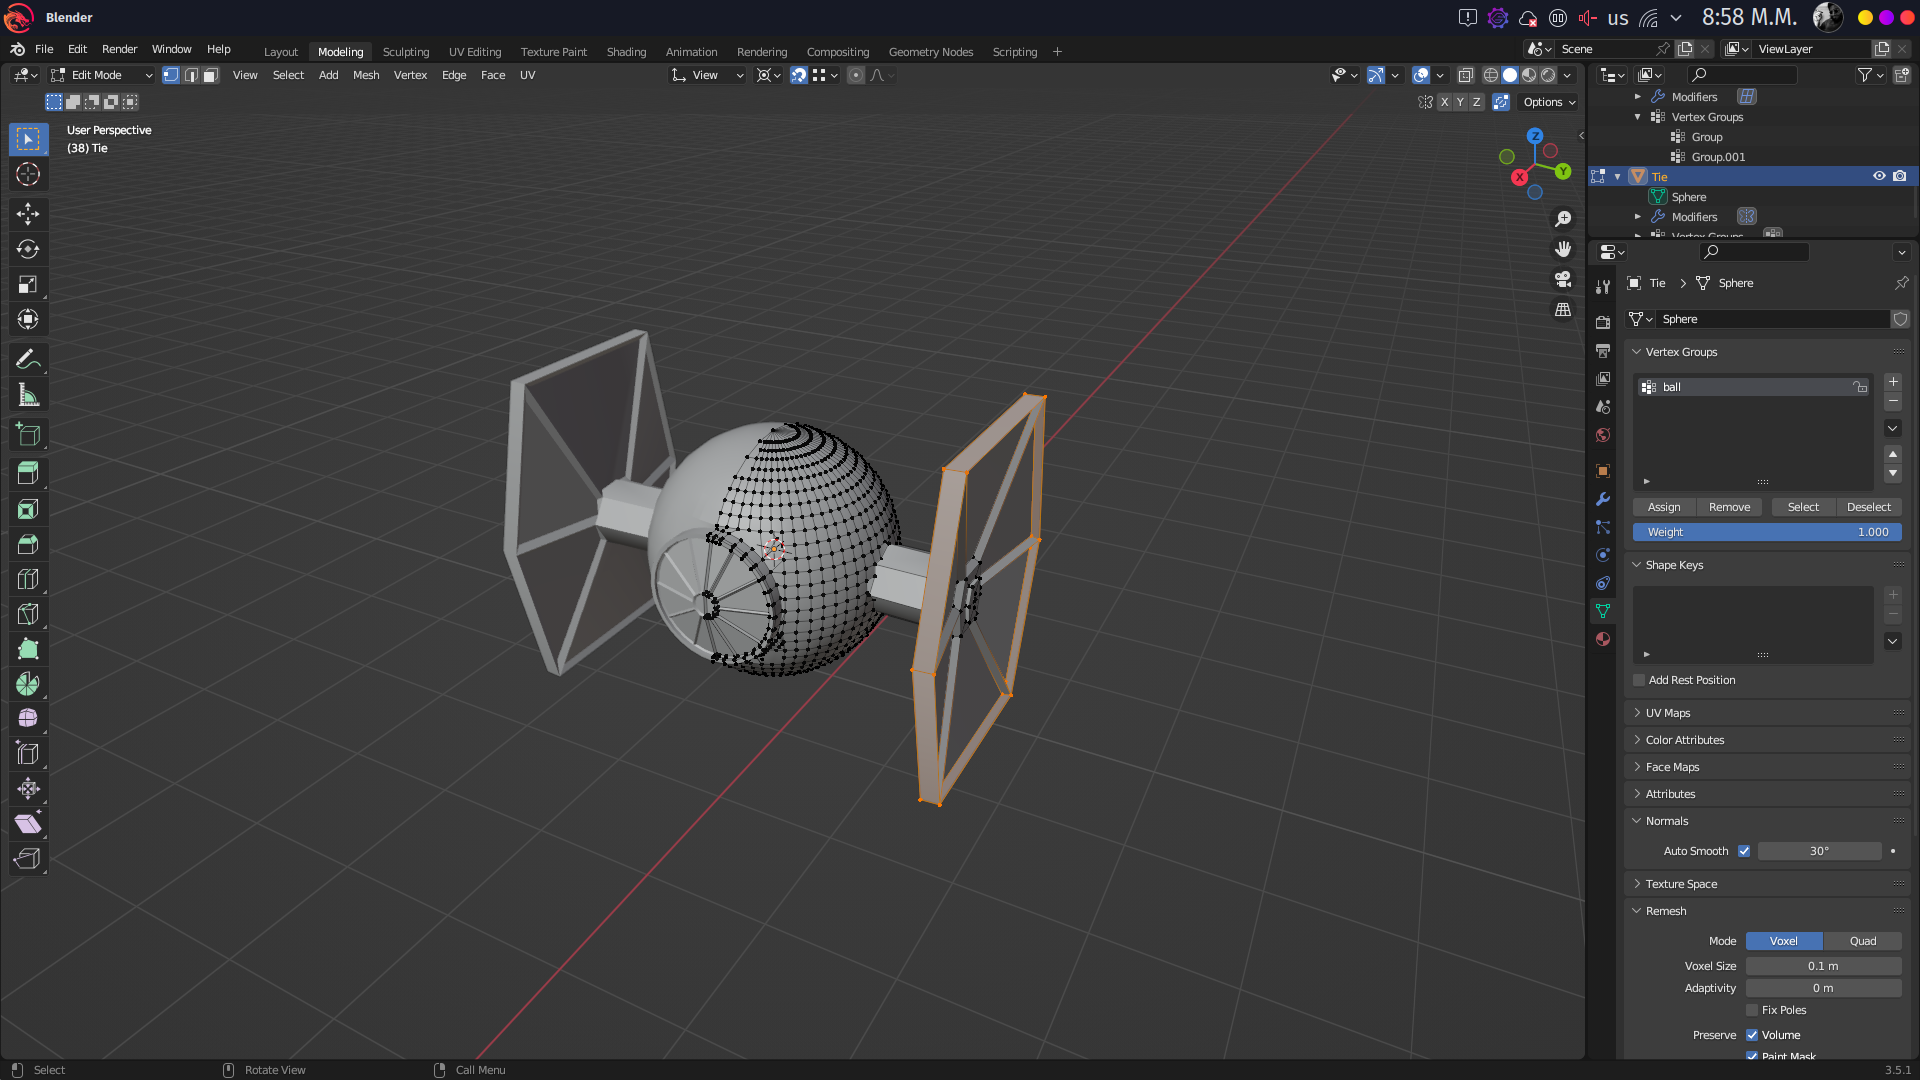 Blender
us
8:58 M.M.
File Edit Render Window Help
Layout Modeling Sculpting UV Editing Texture Paint Shading Animation Rendering Compositing Geometry Nodes Scripting +
Scene
ViewLayer
Edit Mode
View Select Add Mesh Vertex Edge Face UV
View
X Y Z
Options
User Perspective
(38) Tie
Z
Y
X
Modifiers
Vertex Groups
Group
Group.001
Tie
Sphere
Modifiers
Vertex Groups
Tie > Sphere
Sphere
Vertex Groups
ball
Assign Remove Select Deselect
Weight 1.000
Shape Keys
Add Rest Position
UV Maps
Color Attributes
Face Maps
Attributes
Normals
Auto Smooth 30°
Texture Space
Remesh
Mode Voxel Quad
Voxel Size 0.1 m
Adaptivity 0 m
Fix Poles
Preserve Volume
Paint Mask
Select Rotate View Call Menu 3.5.1